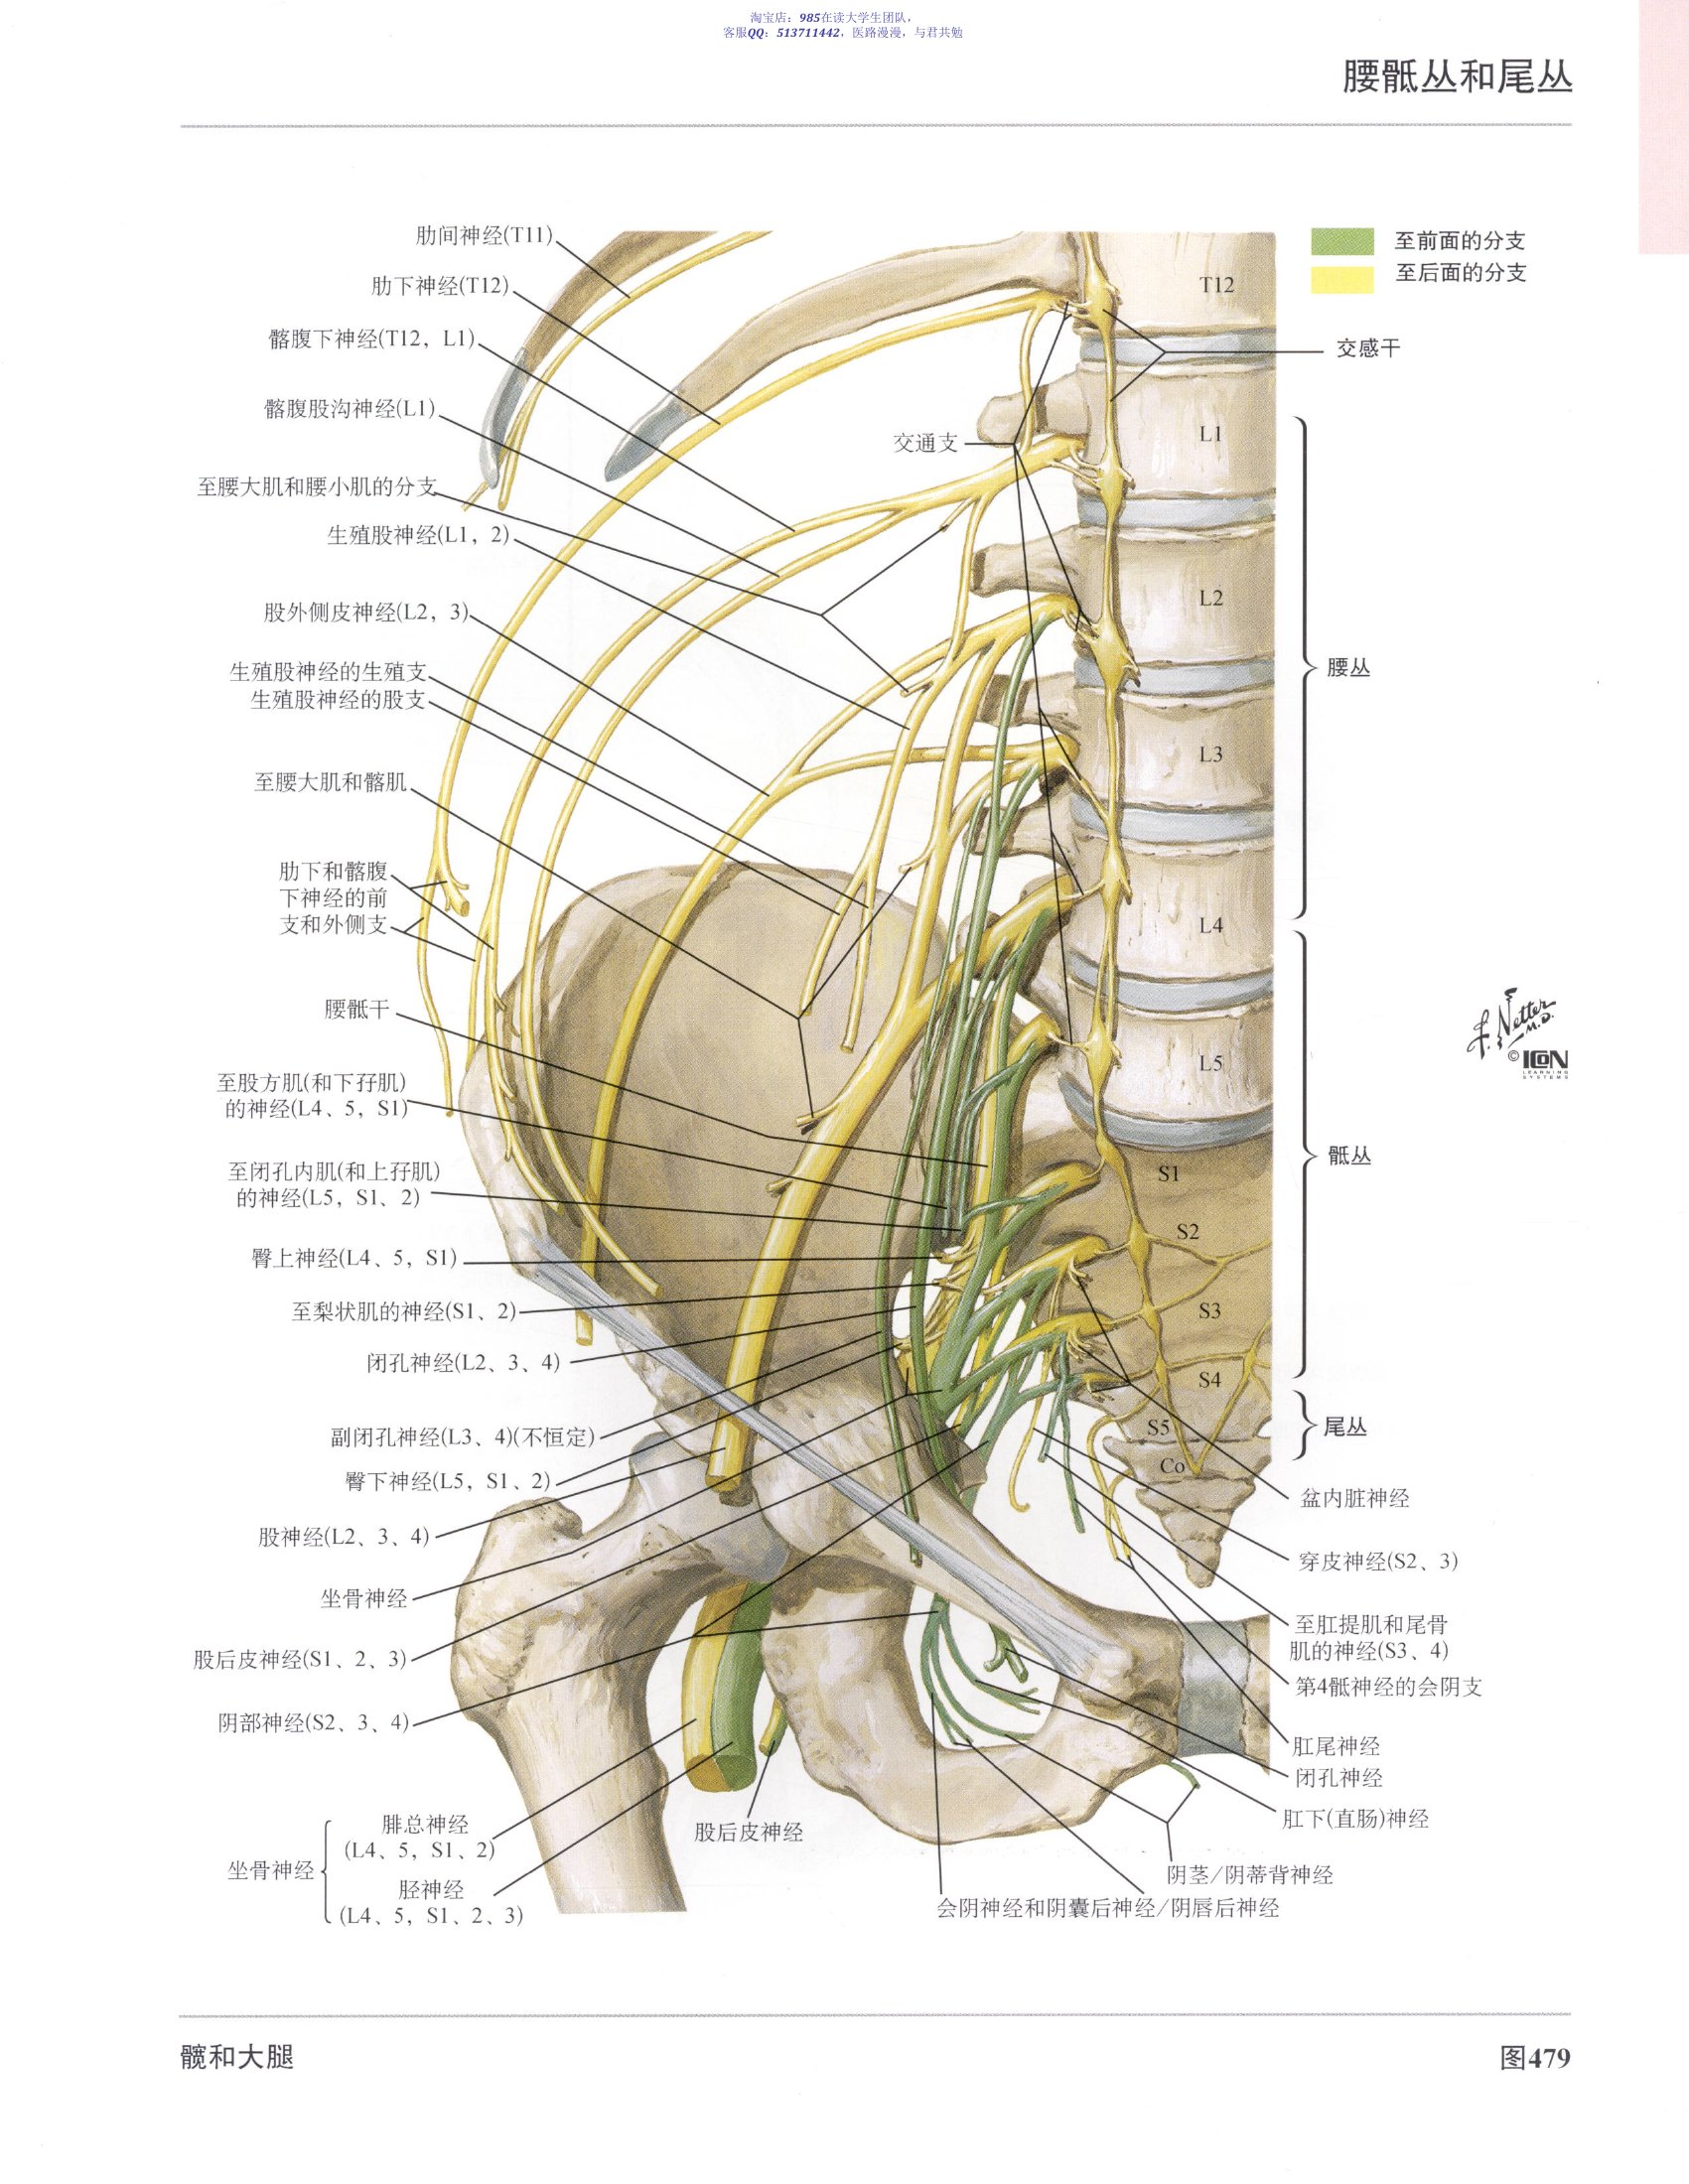 淘宝店：985在读大学生团队，
客服QQ：513711442，医路漫漫，与君共勉
腰骶丛和尾丛
肋间神经(T11)
肋下神经(T12)
髂腹下神经(T12，L1)
髂腹股沟神经(L1)
至腰大肌和腰小肌的分支
生殖股神经(L1，2)
股外侧皮神经(L2，3)
生殖股神经的生殖支
生殖股神经的股支
至腰大肌和髂肌
肋下和髂腹
下神经的前
支和外侧支
腰骶干
至股方肌(和下孖肌)
的神经(L4、5，S1)
至闭孔内肌(和上孖肌)
的神经(L5，S1、2)
臀上神经(L4、5，S1)
至梨状肌的神经(S1、2)
闭孔神经(L2、3、4)
副闭孔神经(L3、4)(不恒定)
臀下神经(L5，S1、2)
股神经(L2、3、4)
坐骨神经
股后皮神经(S1、2、3)
阴部神经(S2、3、4)
坐骨神经
腓总神经
(L4、5，S1、2)
胫神经
(L4、5，S1、2、3)
股后皮神经
交通支
T12
L1
L2
L3
L4
L5
S1
S2
S3
S4
S5
Co
至前面的分支
至后面的分支
交感干
腰丛
骶丛
尾丛
F. Netter M.D.
© ICON
LEARNING
SYSTEMS
盆内脏神经
穿皮神经(S2、3)
至肛提肌和尾骨
肌的神经(S3、4)
第4骶神经的会阴支
肛尾神经
闭孔神经
肛下(直肠)神经
阴茎/阴蒂背神经
会阴神经和阴囊后神经/阴唇后神经
髋和大腿
图479